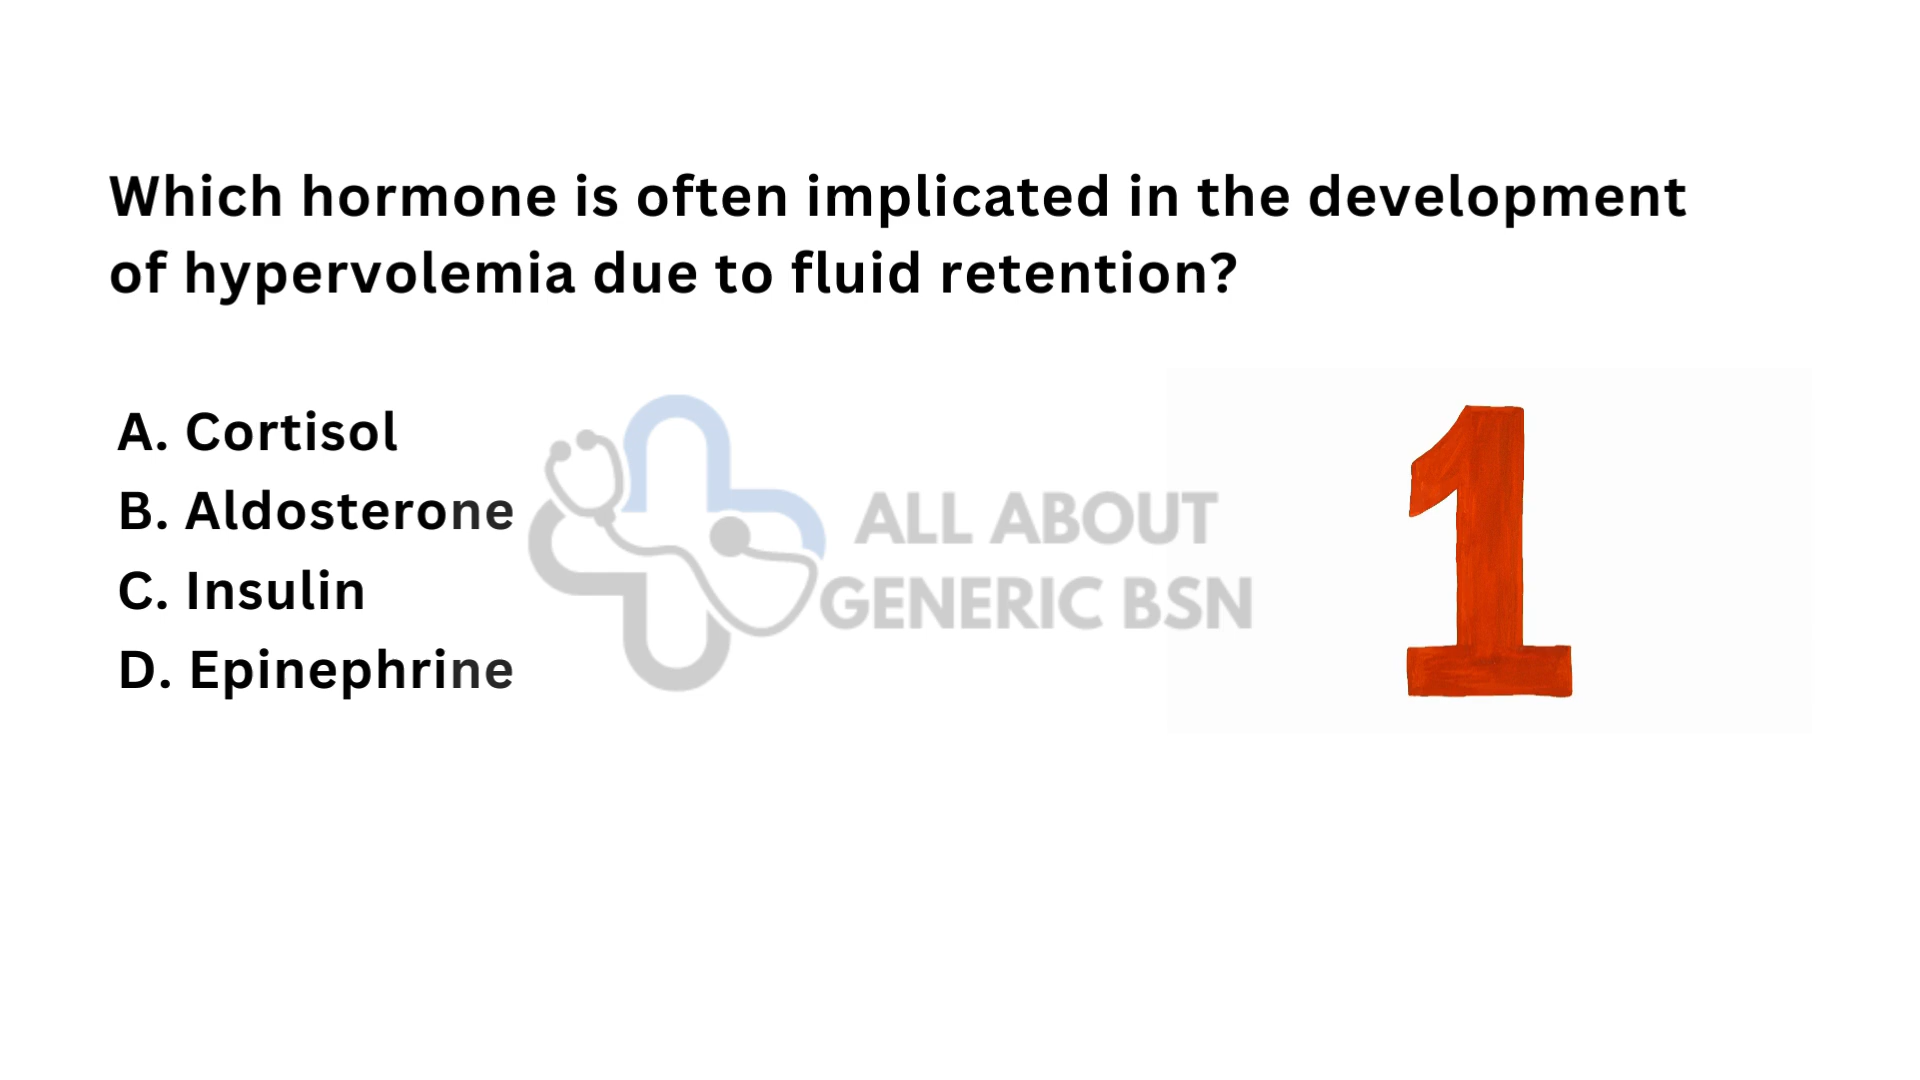 Which hormone is often implicated in the development
of hypervolemia due to fluid retention?
A. Cortisol
B. Aldosterone
C. Insulin
D. Epinephrine
ALL ABOUT
GENERIC BSN
1